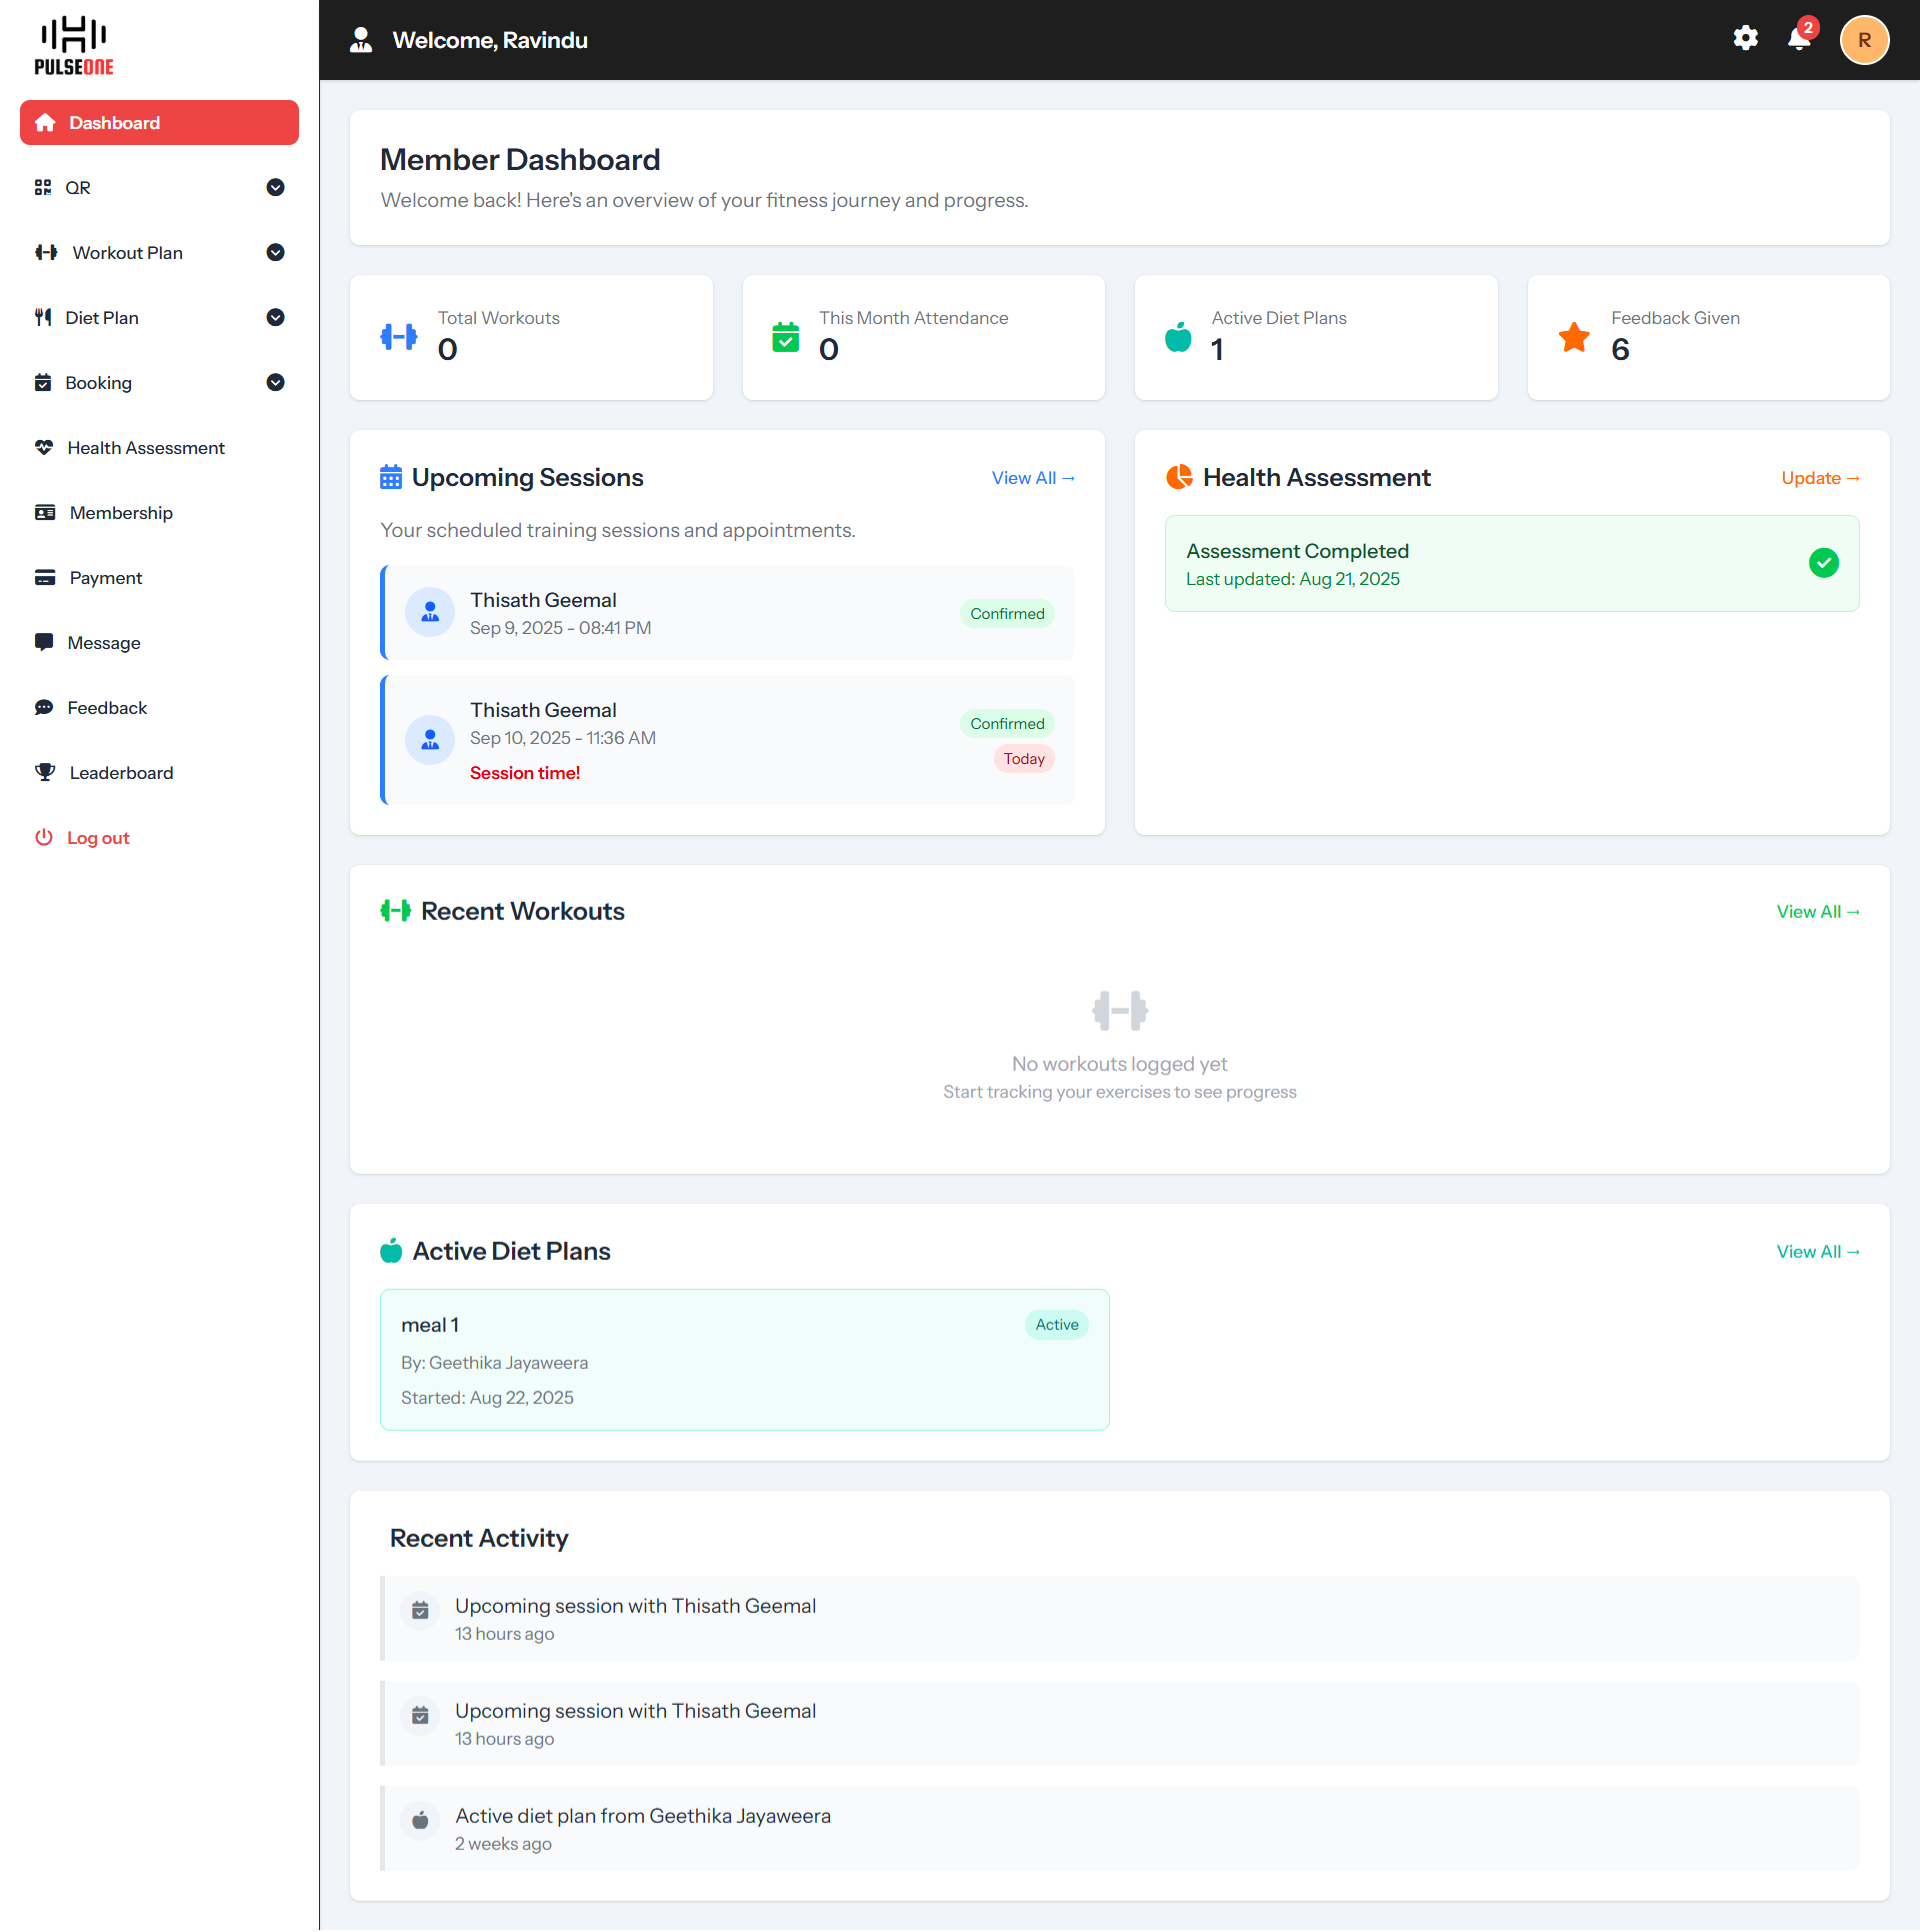 PULSEONE
Dashboard
QR
Workout Plan
Diet Plan
Booking
Health Assessment
Membership
Payment
Message
Feedback
Leaderboard
Log out
Welcome, Ravindu
2
R
Member Dashboard
Welcome back! Here's an overview of your fitness journey and progress.
Total Workouts
0
This Month Attendance
0
Active Diet Plans
1
Feedback Given
6
Upcoming Sessions
View All →
Your scheduled training sessions and appointments.
Thisath Geemal
Sep 9, 2025 - 08:41 PM
Confirmed
Thisath Geemal
Sep 10, 2025 - 11:36 AM
Session time!
Confirmed
Today
Health Assessment
Update →
Assessment Completed
Last updated: Aug 21, 2025
Recent Workouts
View All →
No workouts logged yet
Start tracking your exercises to see progress
Active Diet Plans
View All →
meal 1
Active
By: Geethika Jayaweera
Started: Aug 22, 2025
Recent Activity
Upcoming session with Thisath Geemal
13 hours ago
Upcoming session with Thisath Geemal
13 hours ago
Active diet plan from Geethika Jayaweera
2 weeks ago